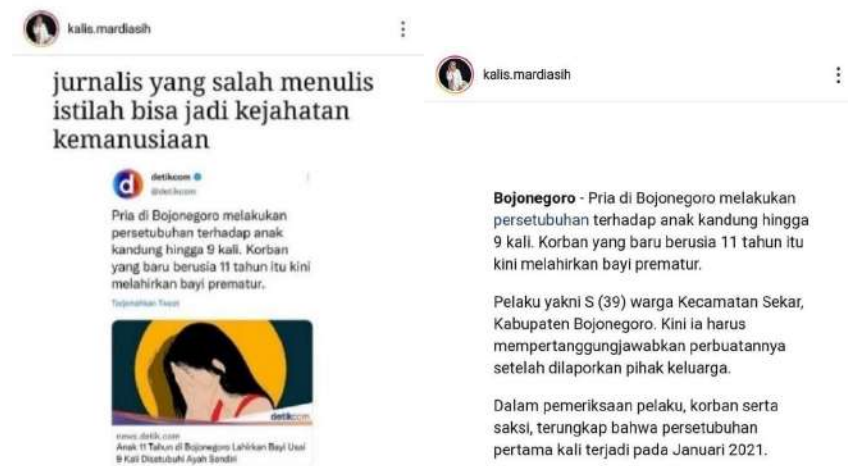 kalis.mardiasih
jurnalis yang salah menulis
istilah bisa jadi kejahatan
kemanusiaan
detikcom
@detikcom
Pria di Bojonegoro melakukan
persetubuhan terhadap anak
kandung hingga 9 kali. Korban
yang baru berusia 11 tahun itu kini
melahirkan bayi prematur.
Terjemahkan Tweet
detikcom
news.detik.com
Anak 11 Tahun di Bojonegoro Lahirkan Bayi Usai
9 Kali Disetubuhi Ayah Sendiri
kalis.mardiasih
Bojonegoro - Pria di Bojonegoro melakukan
persetubuhan terhadap anak kandung hingga
9 kali. Korban yang baru berusia 11 tahun itu
kini melahirkan bayi prematur.
Pelaku yakni S (39) warga Kecamatan Sekar,
Kabupaten Bojonegoro. Kini ia harus
mempertanggungjawabkan perbuatannya
setelah dilaporkan pihak keluarga.
Dalam pemeriksaan pelaku, korban serta
saksi, terungkap bahwa persetubuhan
pertama kali terjadi pada Januari 2021.